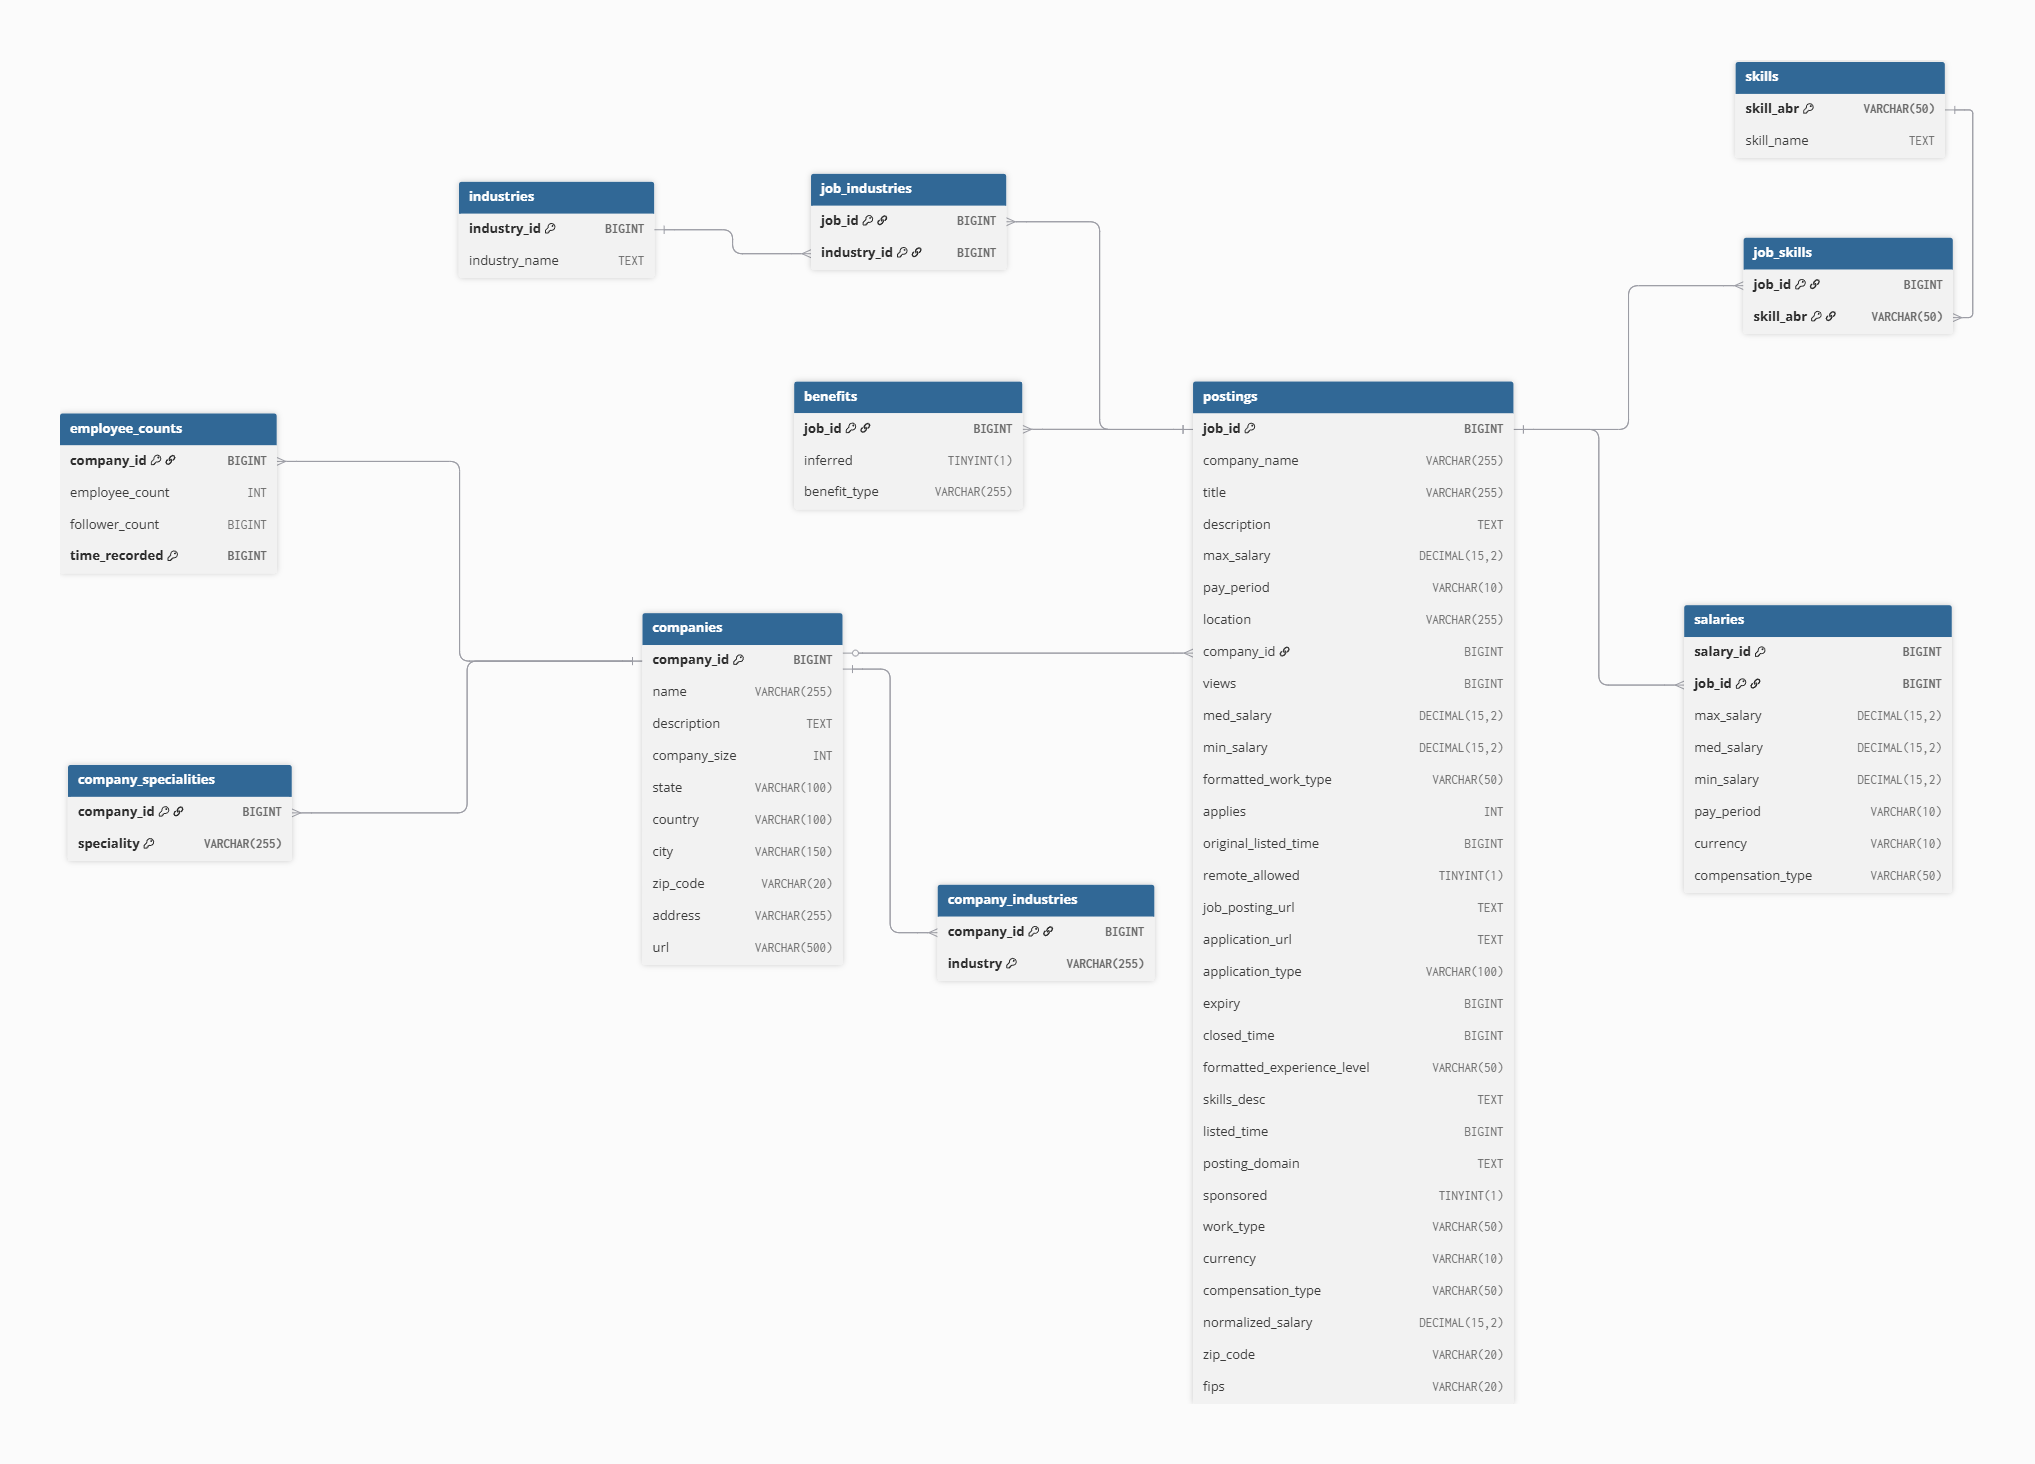 skills
skill_abr VARCHAR(50)
skill_name TEXT
industries
industry_id BIGINT
industry_name TEXT
job_industries
job_id BIGINT
industry_id BIGINT
job_skills
job_id BIGINT
skill_abr VARCHAR(50)
employee_counts
company_id BIGINT
employee_count INT
follower_count BIGINT
time_recorded BIGINT
benefits
job_id BIGINT
inferred TINYINT(1)
benefit_type VARCHAR(255)
postings
job_id BIGINT
company_name VARCHAR(255)
title VARCHAR(255)
description TEXT
max_salary DECIMAL(15,2)
pay_period VARCHAR(10)
location VARCHAR(255)
company_id BIGINT
views BIGINT
med_salary DECIMAL(15,2)
min_salary DECIMAL(15,2)
formatted_work_type VARCHAR(50)
applies INT
original_listed_time BIGINT
remote_allowed TINYINT(1)
job_posting_url TEXT
application_url TEXT
application_type VARCHAR(100)
expiry BIGINT
closed_time BIGINT
formatted_experience_level VARCHAR(50)
skills_desc TEXT
listed_time BIGINT
posting_domain TEXT
sponsored TINYINT(1)
work_type VARCHAR(50)
currency VARCHAR(10)
compensation_type VARCHAR(50)
normalized_salary DECIMAL(15,2)
zip_code VARCHAR(20)
fips VARCHAR(20)
companies
company_id BIGINT
name VARCHAR(255)
description TEXT
company_size INT
state VARCHAR(100)
country VARCHAR(100)
city VARCHAR(150)
zip_code VARCHAR(20)
address VARCHAR(255)
url VARCHAR(500)
salaries
salary_id BIGINT
job_id BIGINT
max_salary DECIMAL(15,2)
med_salary DECIMAL(15,2)
min_salary DECIMAL(15,2)
pay_period VARCHAR(10)
currency VARCHAR(10)
compensation_type VARCHAR(50)
company_specialities
company_id BIGINT
speciality VARCHAR(255)
company_industries
company_id BIGINT
industry VARCHAR(255)